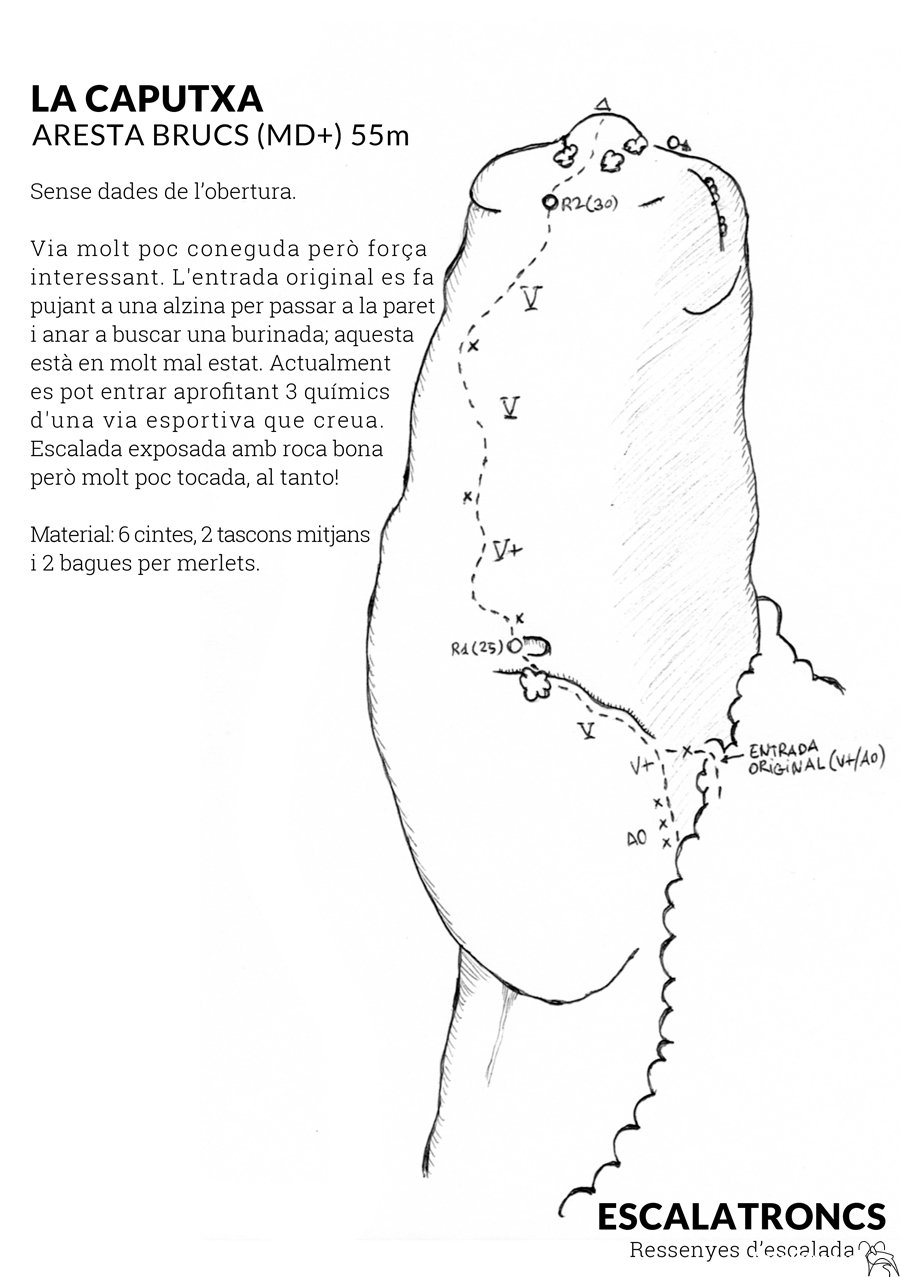 LA CAPUTXA
ARESTA BRUCS (MD+) 55m
Sense dades de l’obertura.
Via molt poc coneguda però força
interessant. L'entrada original es fa
pujant a una alzina per passar a la paret
i anar a buscar una burinada; aquesta
està en molt mal estat. Actualment
es pot entrar aprofitant 3 químics
d'una via esportiva que creua.
Escalada exposada amb roca bona
però molt poc tocada, al tanto!
Material: 6 cintes, 2 tascons mitjans
i 2 bagues per merlets.
R2(30)
V
V
V+
R1(25)
V
ENTRADA
ORIGINAL (V+/A0)
V+
A0
ESCALATRONCS
Ressenyes d’escalada